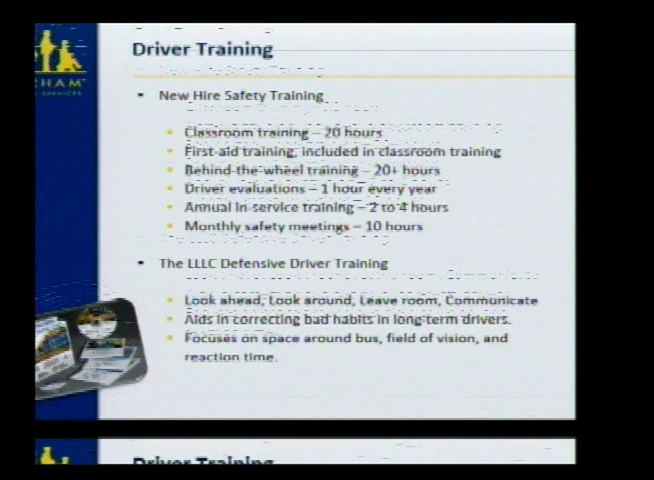 Driver Training
HAM
SERVICES
• New Hire Safety Training
• Classroom training – 20 hours
• First-aid training, included in classroom training
• Behind-the-wheel training – 20+ hours
• Driver evaluations – 1 hour every year
• Annual in-service training – 2 to 4 hours
• Monthly safety meetings – 10 hours
• The LLLC Defensive Driver Training
• Look ahead, Look around, Leave room, Communicate
• Aids in correcting bad habits in long-term drivers.
• Focuses on space around bus, field of vision, and
reaction time.
Driver Training